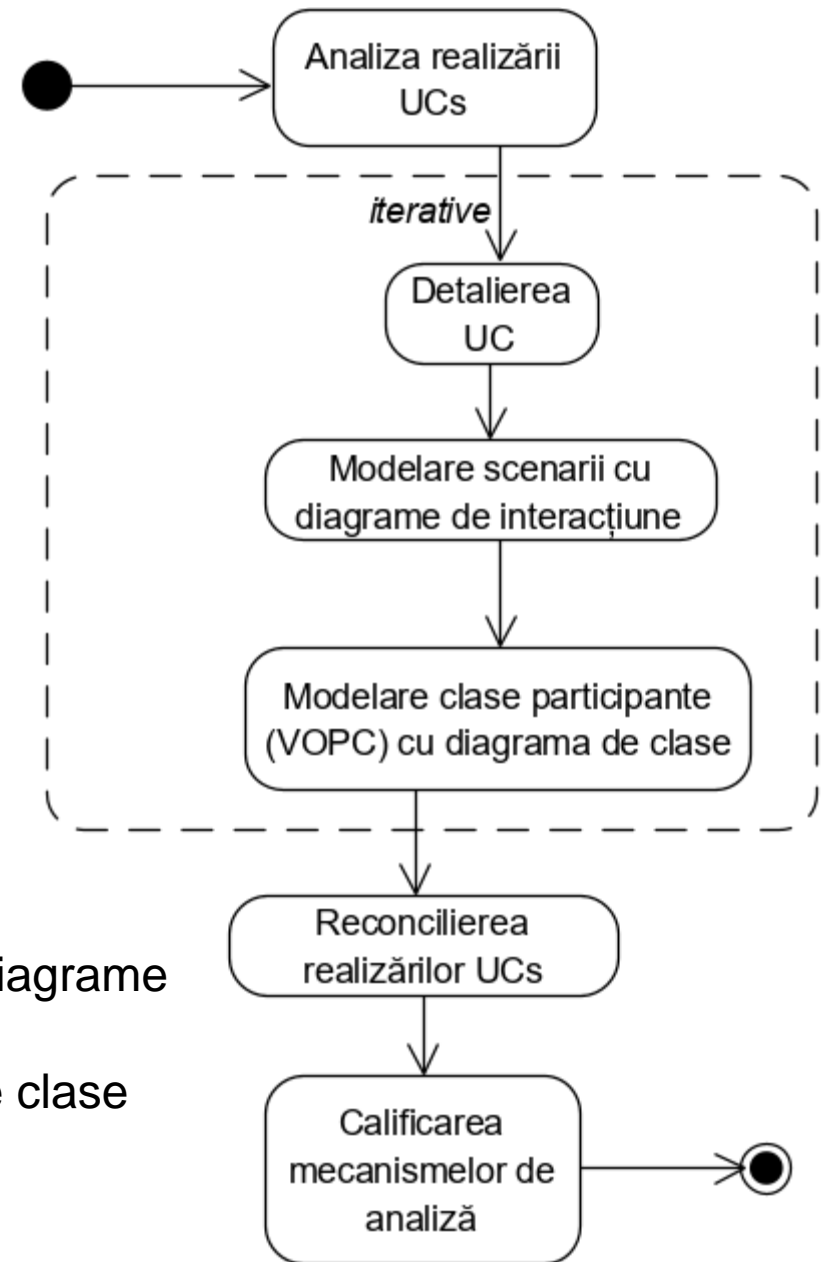 Analiza realizării
UCs
iterative
Detalierea
UC
Modelare scenarii cu
diagrame de interacțiune
Modelare clase participante
(VOPC) cu diagrama de clase
Reconcilierea
realizărilor UCs
iagrame
e clase
Calificarea
mecanismelor de
analiză